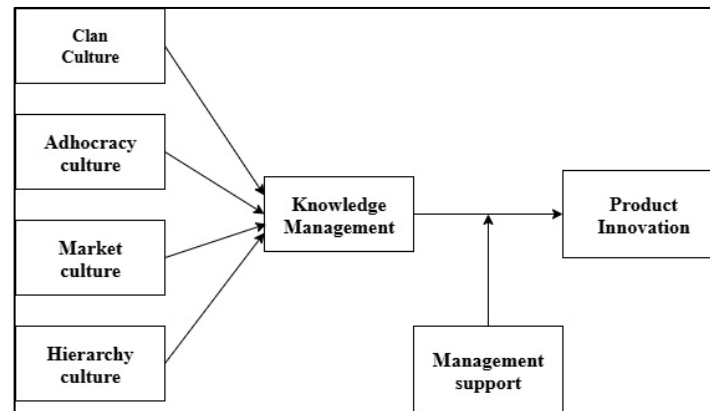 Clan
Culture
Adhocracy
culture
Market
culture
Hierarchy
culture
Knowledge
Management
Product
Innovation
Management
support